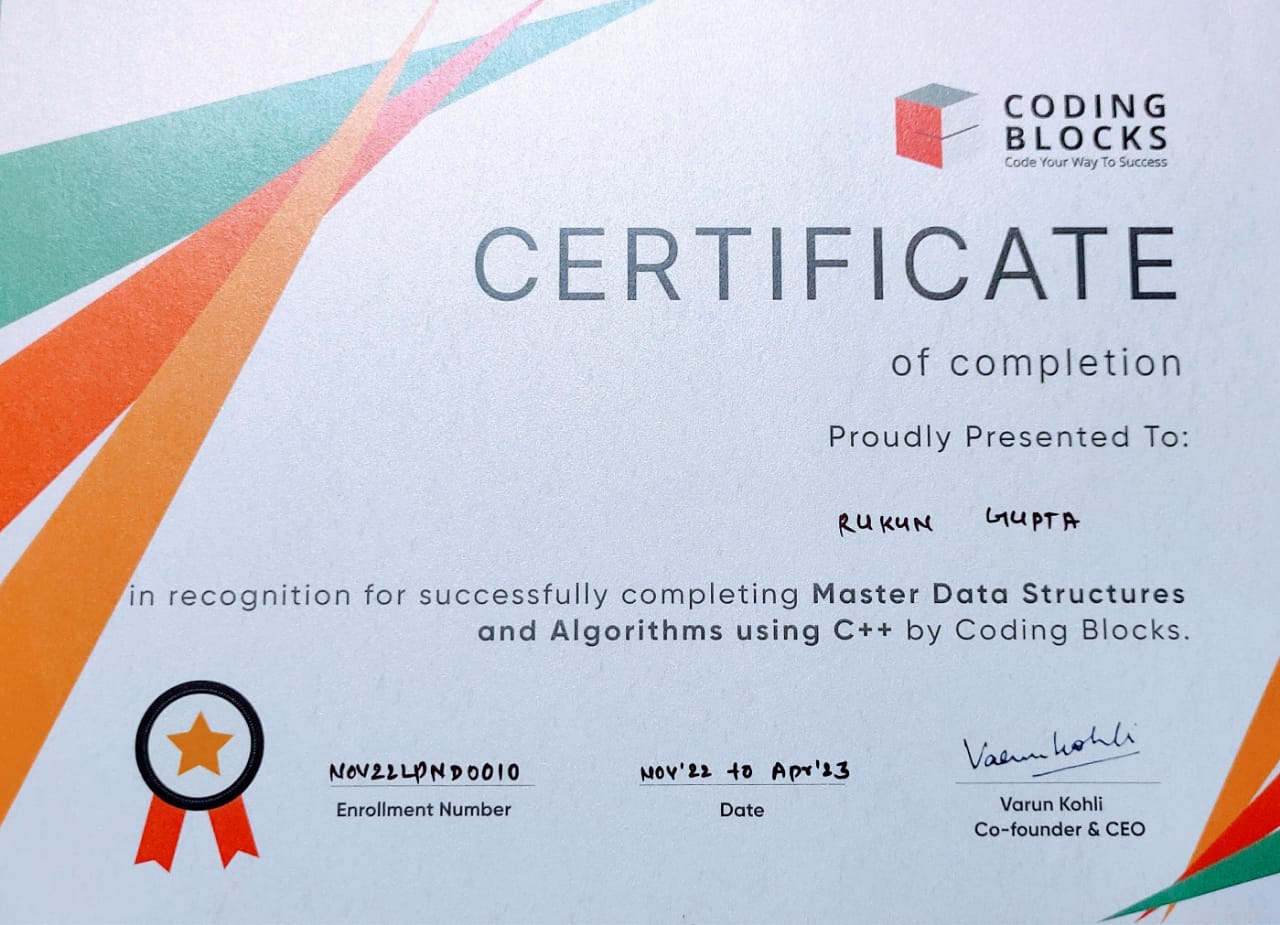 CODING
BLOCKS
Code Your Way To Success
CERTIFICATE
of completion
Proudly Presented To:
RUKUN GUPTA
in recognition for successfully completing Master Data Structures
and Algorithms using C++ by Coding Blocks.
NOV22LPND0010
Enrollment Number
NOV'22 to Apr'23
Date
Varun Kohli
Varun Kohli
Co-founder & CEO